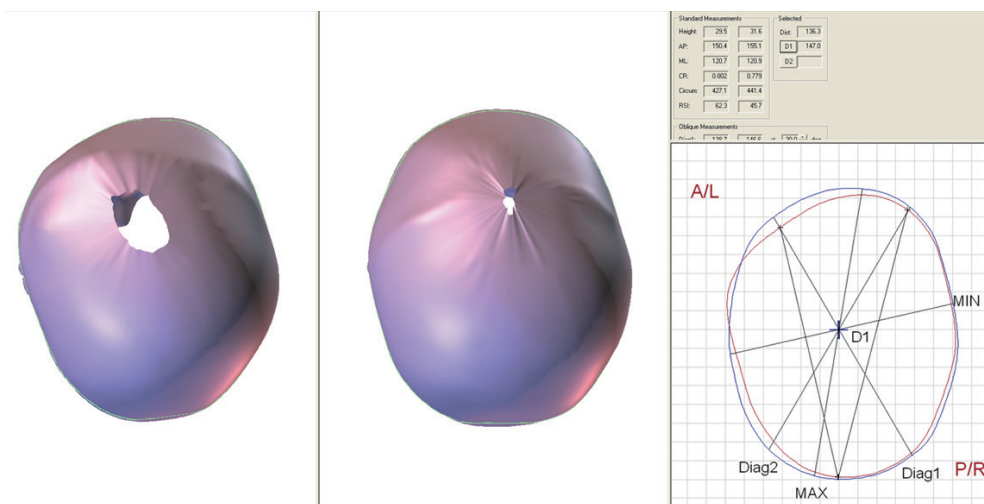 Standard Measurements
Selected
Height: 29.5 31.6
Dist 136.3
AP: 150.4 155.1
D1 147.0
ML: 120.7 120.9
D2
CR: 0.802 0.779
Circum: 427.1 441.4
RSI: 62.3 45.7
Oblique Measurements
A/L
MIN
D1
Diag2
Diag1
P/R
MAX